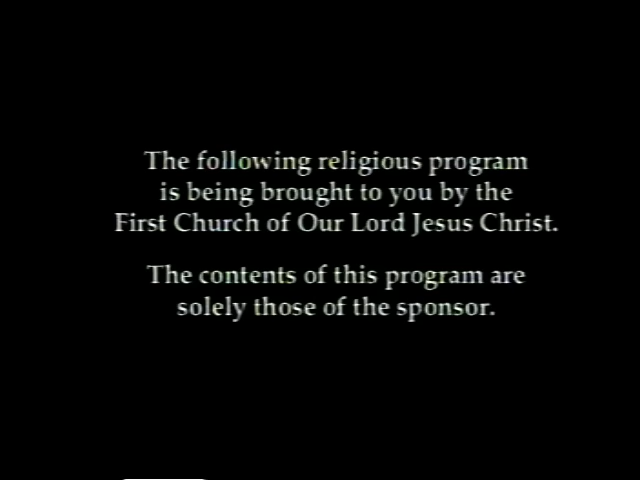 The following religious program
is being brought to you by the
First Church of Our Lord Jesus Christ.
The contents of this program are
solely those of the sponsor.